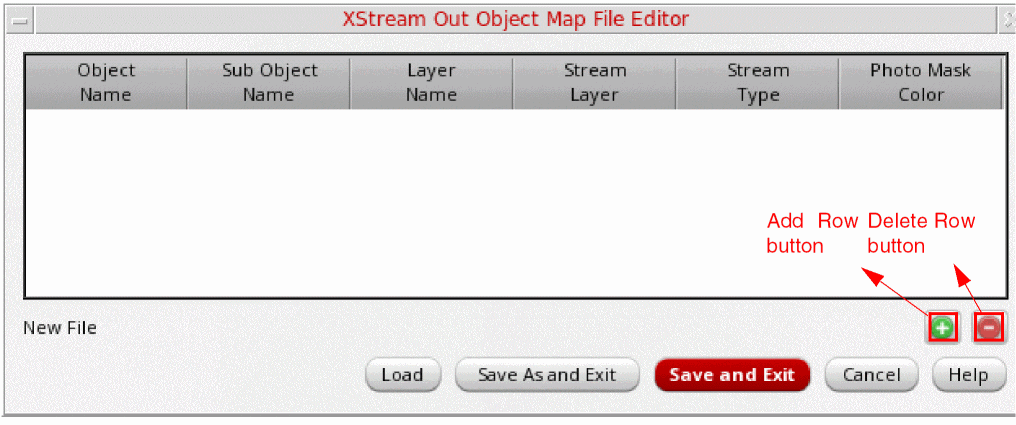 XStream Out Object Map File Editor
Object Name
Sub Object Name
Layer Name
Stream Layer
Stream Type
Photo Mask Color
Add Row button
Delete Row button
New File
Load
Save As and Exit
Save and Exit
Cancel
Help